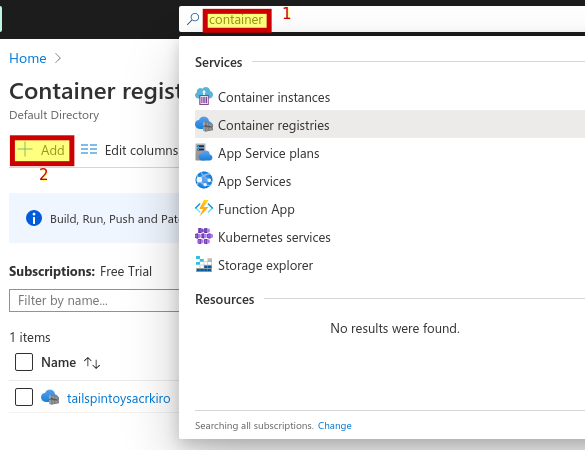 container
1
Home
Container regist
Default Directory
Add
Edit columns
2
Build, Run, Push and Pat
Subscriptions: Free Trial
Filter by name...
1 items
Name
tailspintoysacrkiro
Services
Container instances
Container registries
App Service plans
App Services
Function App
Kubernetes services
Storage explorer
Resources
No results were found.
Searching all subscriptions. Change